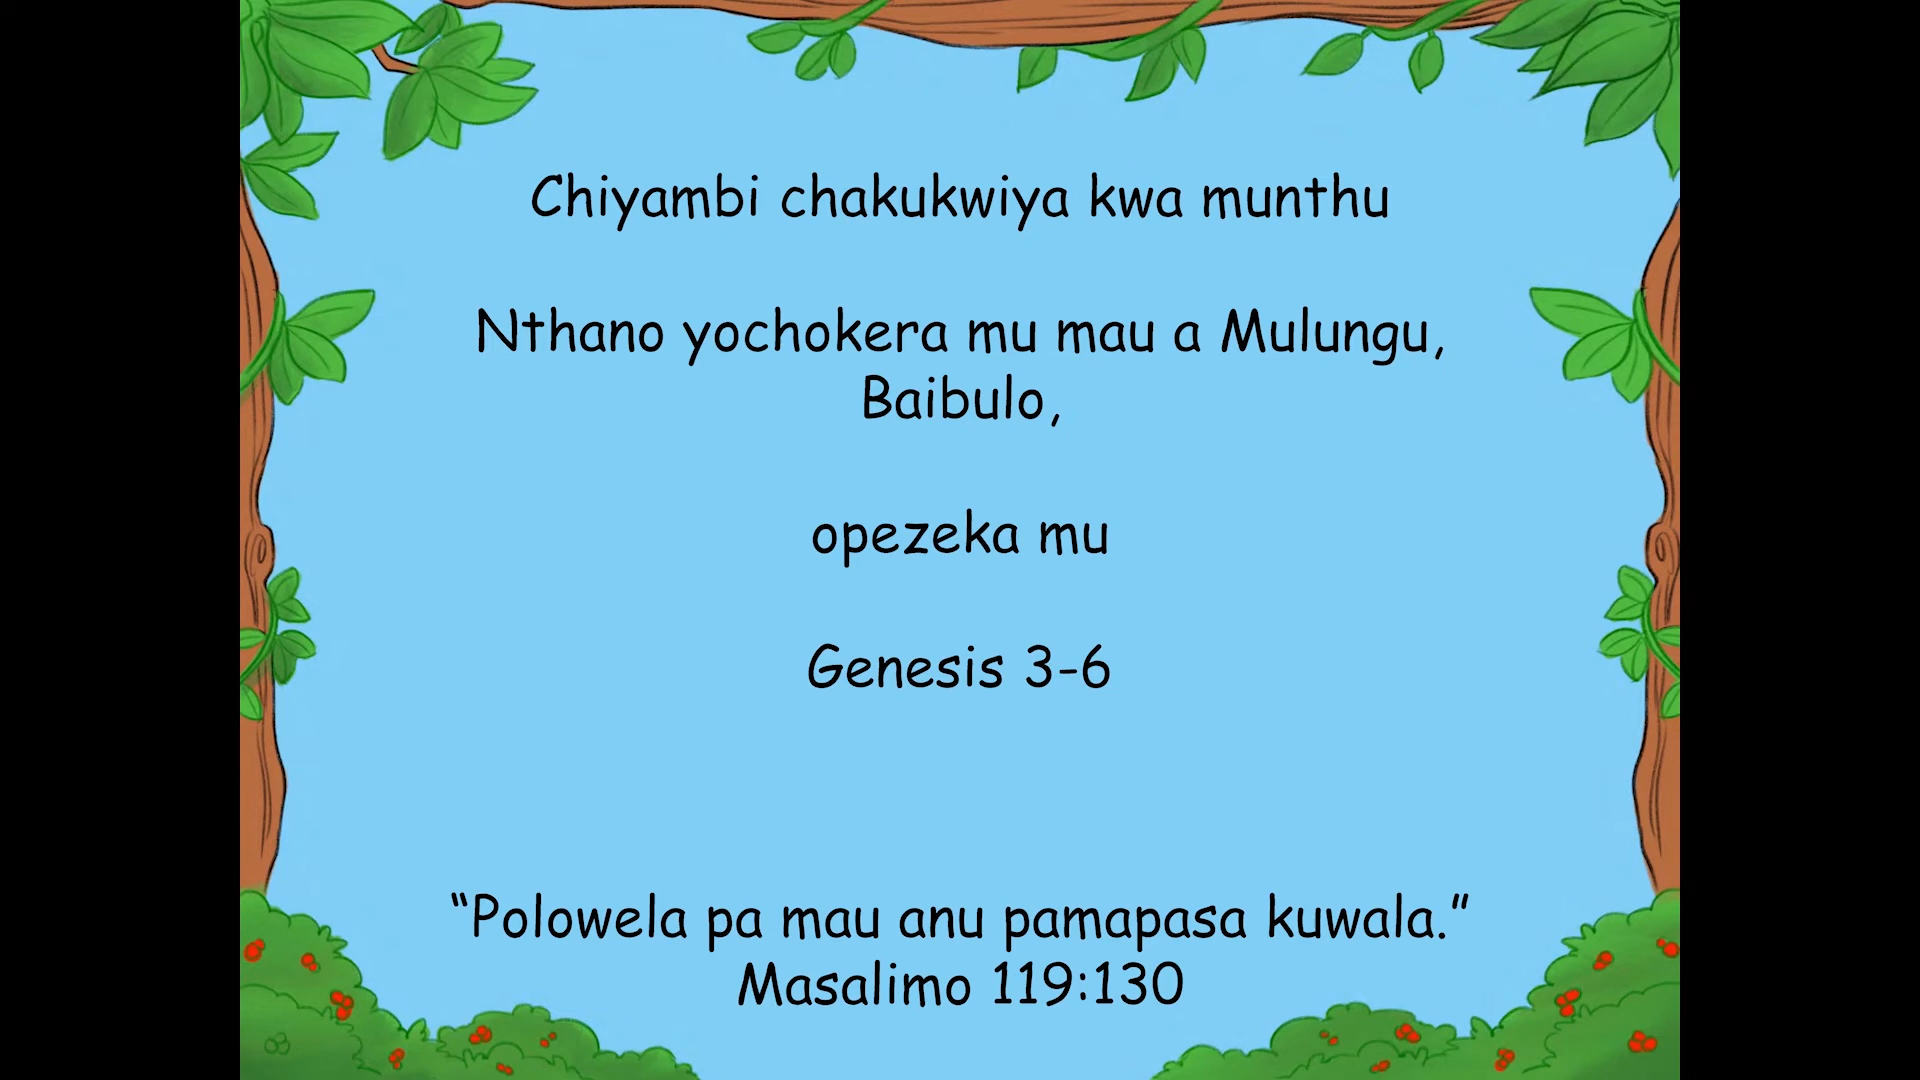 Chiyambi chakukwiya kwa munthu
Nthano yochokera mu mau a Mulungu,
Baibulo,
opezeka mu
Genesis 3-6
“Polowela pa mau anu pamapasa kuwala.”
Masalimo 119:130